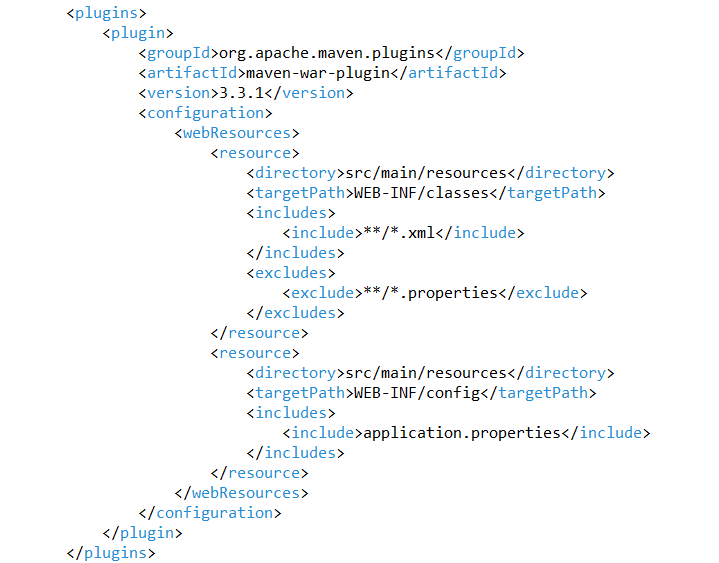 <plugins>
<plugin>
<groupId>org.apache.maven.plugins</groupId>
<artifactId>maven-war-plugin</artifactId>
<version>3.3.1</version>
<configuration>
<webResources>
<resource>
<directory>src/main/resources</directory>
<targetPath>WEB-INF/classes</targetPath>
<includes>
<include>**/*.xml</include>
</includes>
<excludes>
<exclude>**/*.properties</exclude>
</excludes>
</resource>
<resource>
<directory>src/main/resources</directory>
<targetPath>WEB-INF/config</targetPath>
<includes>
<include>application.properties</include>
</includes>
</resource>
</webResources>
</configuration>
</plugin>
</plugins>